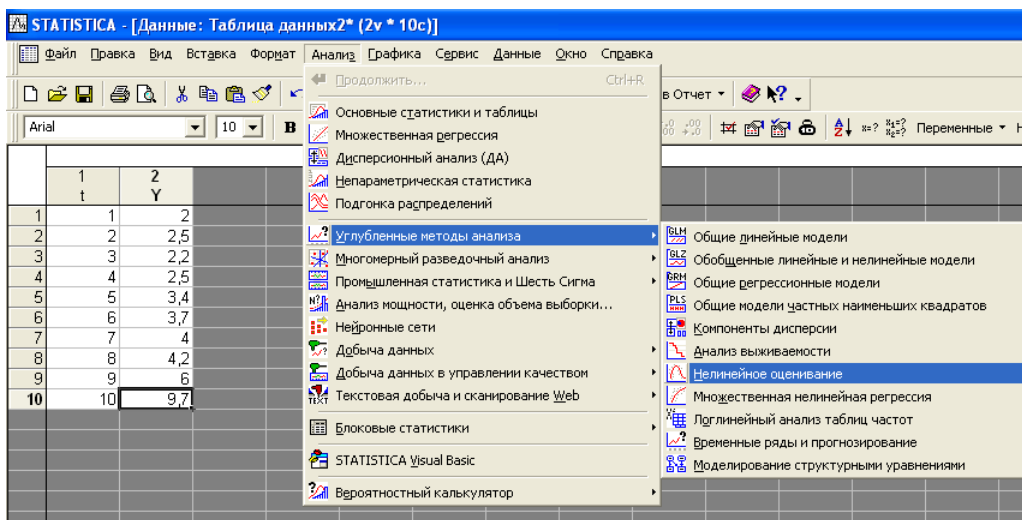 STATISTICA - [Данные: Таблица данных2* (2v * 10c)]
Файл Правка Вид Вставка Формат Анализ Графика Сервис Данные Окно Справка
Продолжить... Ctrl+R
в Отчет
Основные статистики и таблицы
Arial 10 B
Множественная регрессия
x=? Переменные
Дисперсионный анализ (ДА)
Непараметрическая статистика
Подгонка распределений
Углубленные методы анализа
Многомерный разведочный анализ
Промышленная статистика и Шесть Сигма
Анализ мощности, оценка объема выборки...
Нейронные сети
Добыча данных
Добыча данных в управлении качеством
Текстовая добыча и сканирование Web
Блоковые статистики
STATISTICA Visual Basic
Вероятностный калькулятор
GLM Общие линейные модели
GLZ Обобщенные линейные и нелинейные модели
GRM Общие регрессионные модели
PLS Общие модели частных наименьших квадратов
Компоненты дисперсии
Анализ выживаемости
Нелинейное оценивание
Множественная нелинейная регрессия
Логлинейный анализ таблиц частот
Временные ряды и прогнозирование
Моделирование структурными уравнениями
1 2
t Y
1 1 2
2 2 2,5
3 3 2,2
4 4 2,5
5 5 3,4
6 6 3,7
7 7 4
8 8 4,2
9 9 6
10 10 9,7